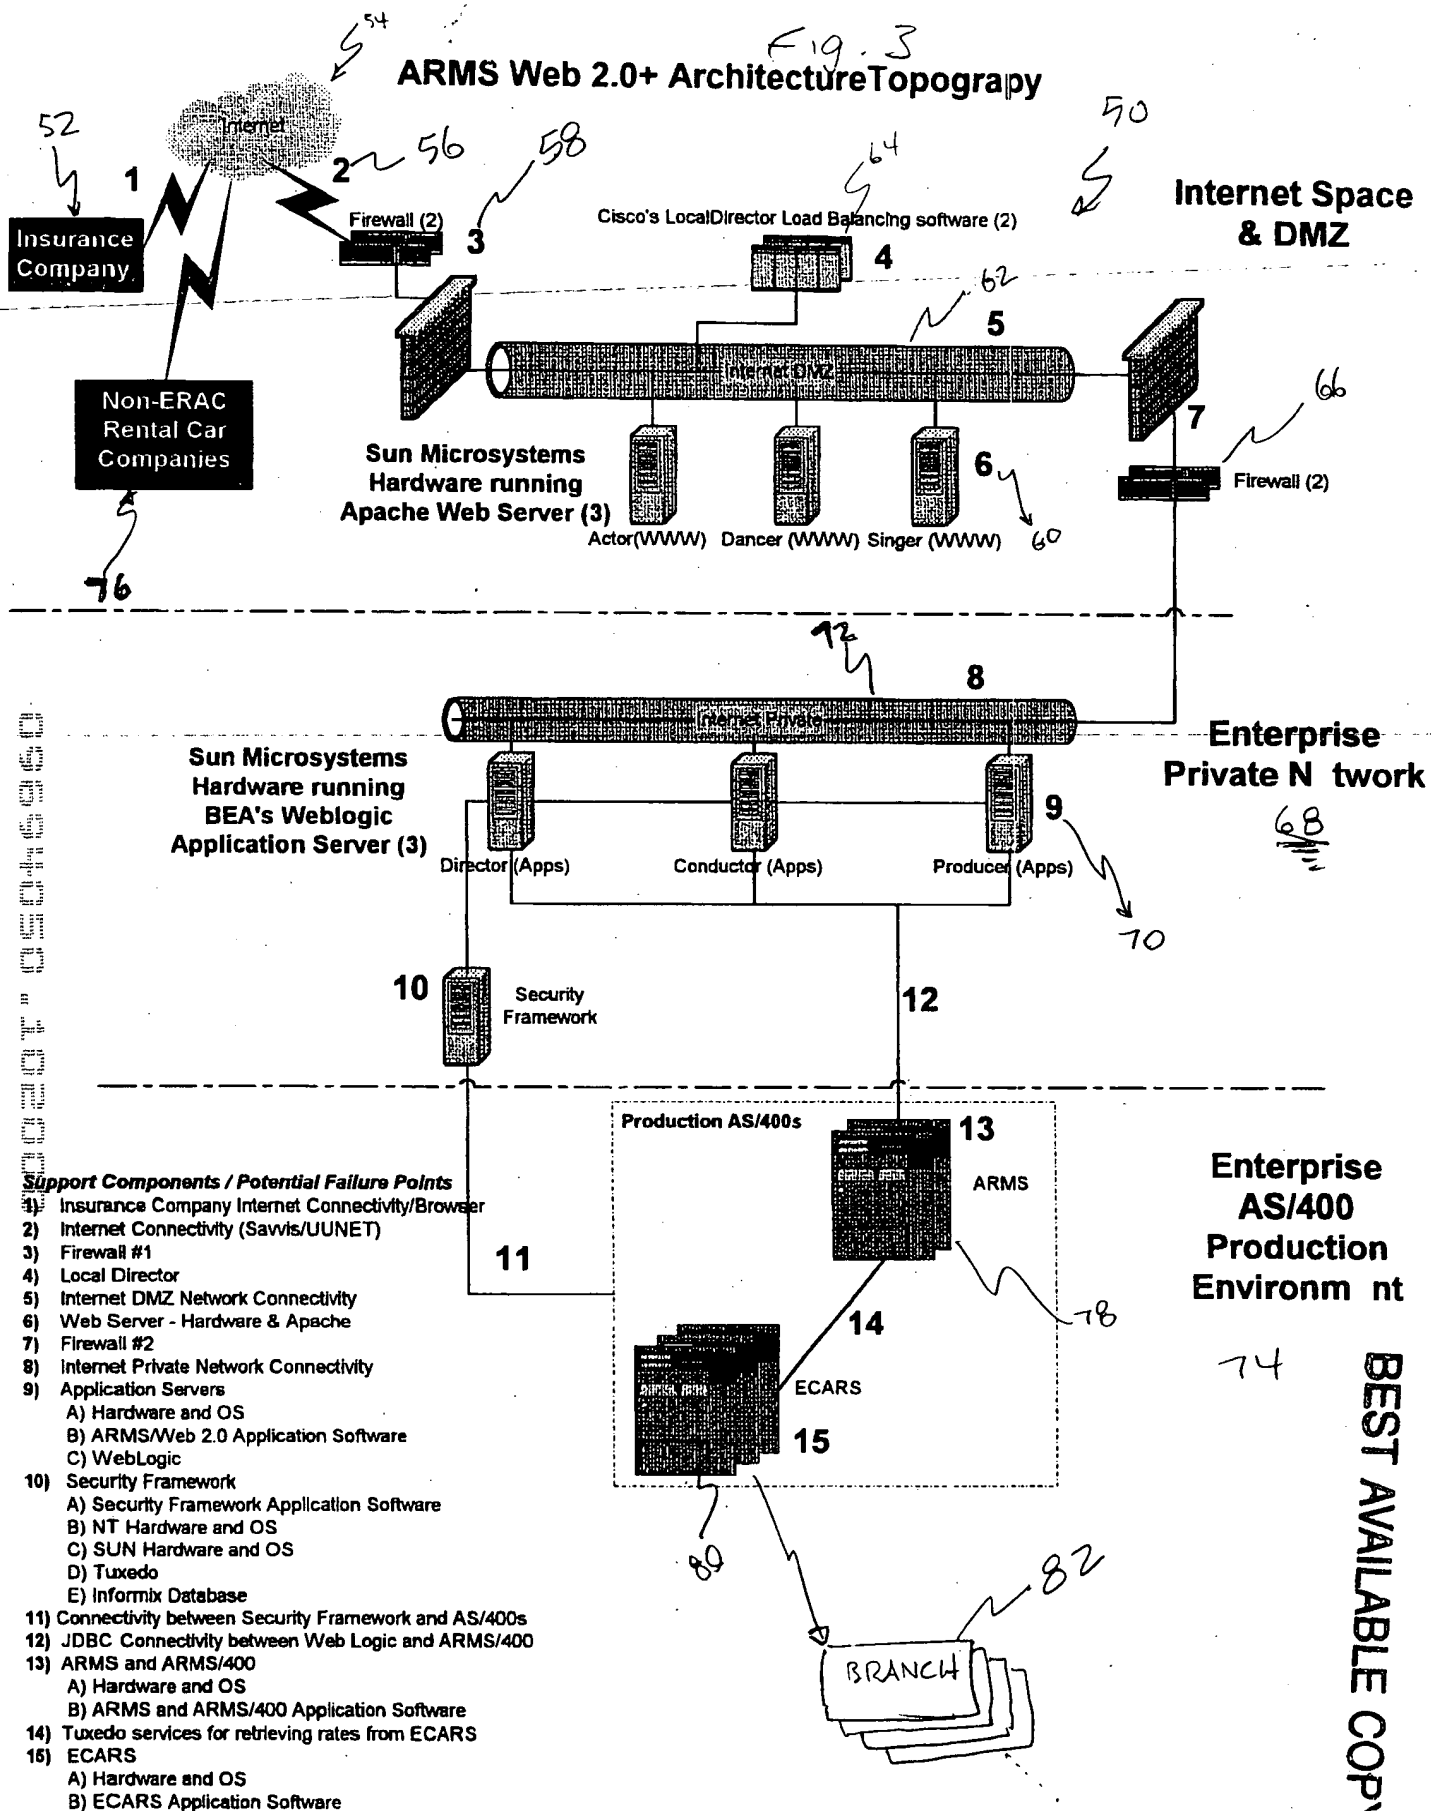 Fig. 3
54
ARMS Web 2.0+ ArchitectureTopograpy
Internet
52
1
2
56
58
64
50
Internet Space
& DMZ
Insurance
Company
Firewall (2)
3
Cisco's LocalDirector Load Balancing software (2)
4
62
5
Internet DMZ
Non-ERAC
Rental Car
Companies
7
66
Sun Microsystems
Hardware running
Apache Web Server (3)
6
Firewall (2)
Actor(WWW)
Dancer (WWW)
Singer (WWW)
60
76
72
8
Internet Private
Enterprise
Private N twork
68
Sun Microsystems
Hardware running
BEA's Weblogic
Application Server (3)
9
Director (Apps)
Conductor (Apps)
Producer (Apps)
70
10
Security
Framework
12
Production AS/400s
13
ARMS
Enterprise
AS/400
Production
Environm nt
11
78
14
74
ECARS
15
80
82
BRANCH
Support Components / Potential Failure Points
1) Insurance Company Internet Connectivity/Browser
2) Internet Connectivity (Savvis/UUNET)
3) Firewall #1
4) Local Director
5) Internet DMZ Network Connectivity
6) Web Server - Hardware & Apache
7) Firewall #2
8) Internet Private Network Connectivity
9) Application Servers
A) Hardware and OS
B) ARMS/Web 2.0 Application Software
C) WebLogic
10) Security Framework
A) Security Framework Application Software
B) NT Hardware and OS
C) SUN Hardware and OS
D) Tuxedo
E) Informix Database
11) Connectivity between Security Framework and AS/400s
12) JDBC Connectivity between Web Logic and ARMS/400
13) ARMS and ARMS/400
A) Hardware and OS
B) ARMS and ARMS/400 Application Software
14) Tuxedo services for retrieving rates from ECARS
15) ECARS
A) Hardware and OS
B) ECARS Application Software
BEST AVAILABLE COPY